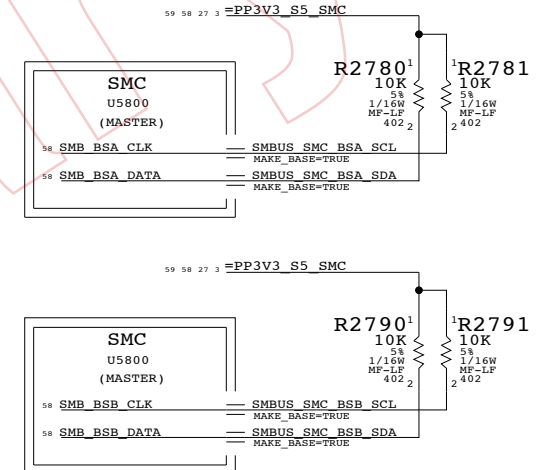 59 58 27 3 =PP3V3_S5_SMC
R2780 1 1 R2781
10K 10K
5% 5%
1/16W 1/16W
MF-LF MF-LF
402 2 2 402
SMC
U5800
(MASTER)
58 SMB_BSA_CLK SMBUS_SMC_BSA_SCL
MAKE_BASE=TRUE
58 SMB_BSA_DATA SMBUS_SMC_BSA_SDA
MAKE_BASE=TRUE
59 58 27 3 =PP3V3_S5_SMC
R2790 1 1 R2791
10K 10K
5% 5%
1/16W 1/16W
MF-LF MF-LF
402 2 2 402
SMC
U5800
(MASTER)
58 SMB_BSB_CLK SMBUS_SMC_BSB_SCL
MAKE_BASE=TRUE
58 SMB_BSB_DATA SMBUS_SMC_BSB_SDA
MAKE_BASE=TRUE